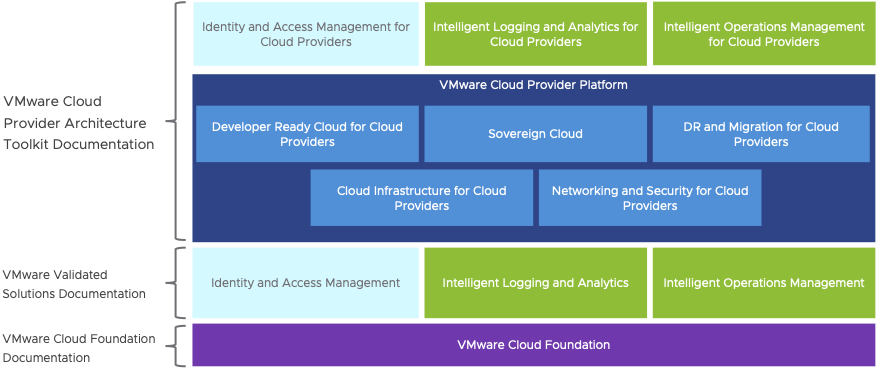 Identity and Access Management for
Cloud Providers
Intelligent Logging and Analytics for
Cloud Providers
Intelligent Operations Management
for Cloud Providers
VMware Cloud
Provider Architecture
Toolkit Documentation
VMware Cloud Provider Platform
Developer Ready Cloud for Cloud
Providers
Sovereign Cloud
DR and Migration for Cloud
Providers
Cloud Infrastructure for Cloud
Providers
Networking and Security for Cloud
Providers
VMware Validated
Solutions Documentation
Identity and Access Management
Intelligent Logging and Analytics
Intelligent Operations Management
VMware Cloud Foundation
Documentation
VMware Cloud Foundation